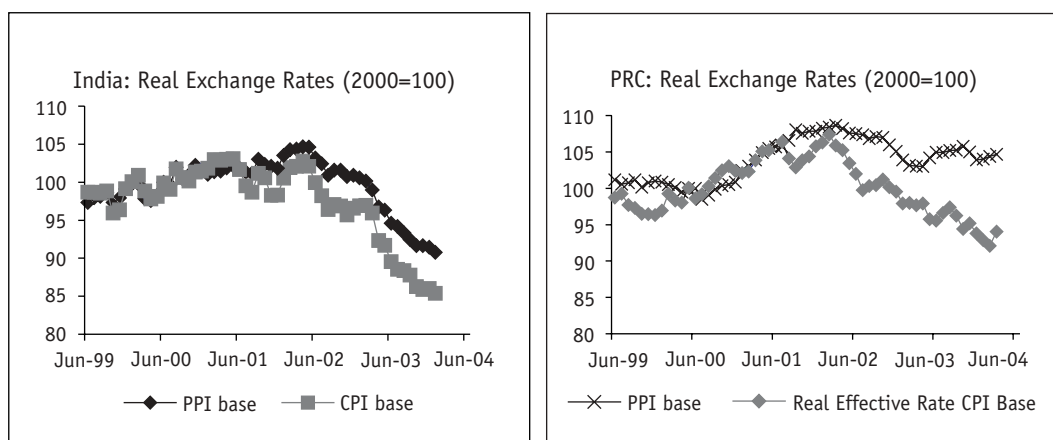 India: Real Exchange Rates (2000=100)
110
105
100
95
90
85
80
Jun-99 Jun-00 Jun-01 Jun-02 Jun-03 Jun-04
PPI base CPI base
PRC: Real Exchange Rates (2000=100)
110
105
100
95
90
85
80
Jun-99 Jun-00 Jun-01 Jun-02 Jun-03 Jun-04
PPI base Real Effective Rate CPI Base